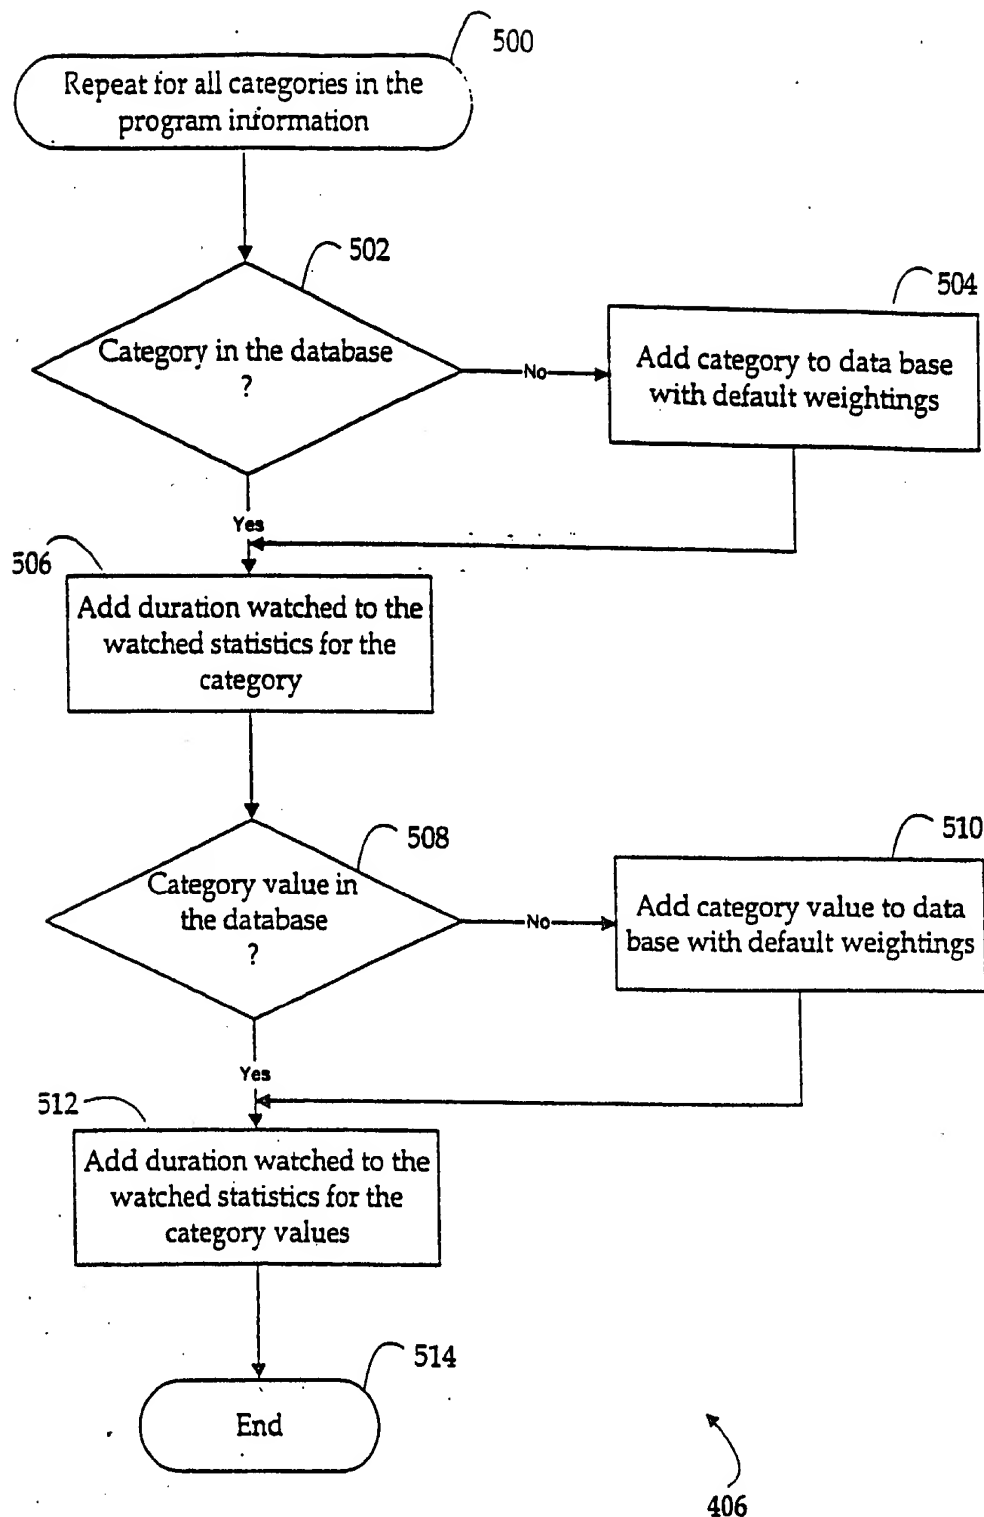 500
Repeat for all categories in the
program information
502
Category in the database
?
No
504
Add category to data base
with default weightings
Yes
506
Add duration watched to the
watched statistics for the
category
508
Category value in
the database
?
No
510
Add category value to data
base with default weightings
Yes
512
Add duration watched to the
watched statistics for the
category values
514
End
406